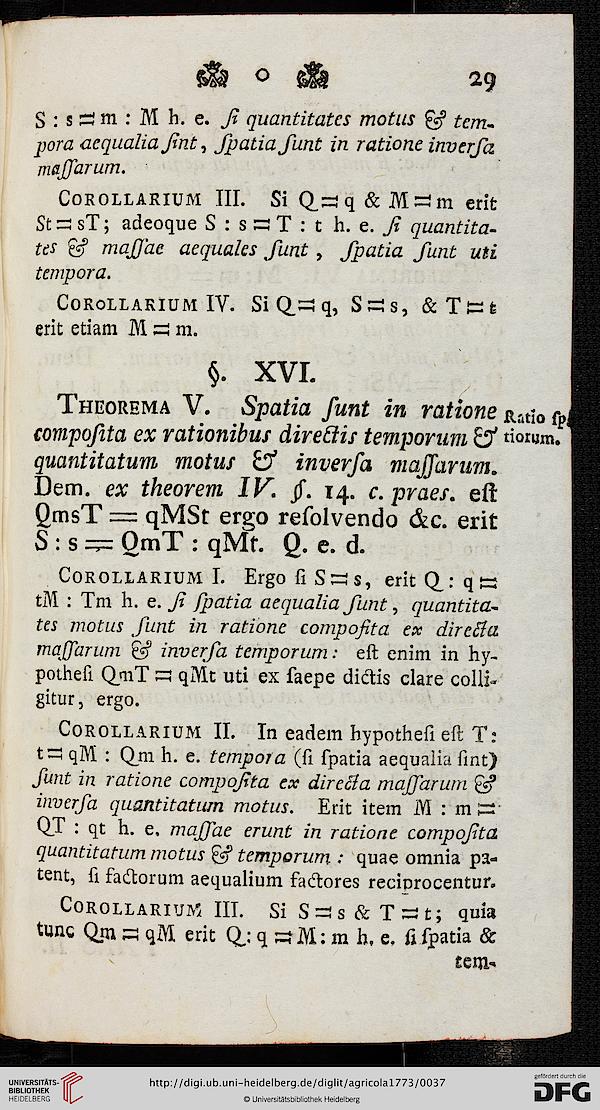 o 29
S : s = m : M h. e. ſi quantitates motus & tem-
pora aequalia ſint, ſpatia ſunt in ratione inverſa
maſſarum.
COROLLARIUM III. Si Q = q & M = m erit
St = sT; adeoque S : s = T : t h. e. ſi quantita-
tes & maſſae aequales ſunt, ſpatia ſunt uti
tempora.
COROLLARIUM IV. Si Q = q, S = s, & T = t
erit etiam M = m.
§. XVI.
THEOREMA V. Spatia ſunt in ratione
compoſita ex rationibus directis temporum &
quantitatum motus & inverſa maſſarum.
Dem. ex theorem IV. §. 14. c. praes. eſt
QmsT = qMSt ergo reſolvendo &c. erit
S : s = QmT : qMt. Q. e. d.
Ratio
tiorum.
COROLLARIUM I. Ergo ſi S = s, erit Q : q =
tM : Tm h. e. ſi ſpatia aequalia ſunt, quantita-
tes motus ſunt in ratione compoſita ex directa
maſſarum & inverſa temporum: eſt enim in hy-
potheſi QmT = qMt uti ex ſaepe dictis clare colli-
gitur, ergo.
COROLLARIUM II. In eadem hypotheſi eſt T:
t = qM : Qm h. e. tempora (ſi ſpatia aequalia ſint)
ſunt in ratione compoſita ex directa maſſarum &
inverſa quantitatum motus. Erit item M : m =
QT : qt h. e. maſſae erunt in ratione compoſita
quantitatum motus & temporum : quae omnia pa-
tent, ſi factorum aequalium factores reciprocentur.
COROLLARIUM III. Si S = s & T = t; quia
tunc Qm = qM erit Q : q = M : m h. e. ſi ſpatia &
tem-
UNIVERSITÄTS-
BIBLIOTHEK
HEIDELBERG
http://digi.ub.uni-heidelberg.de/diglit/agricola1773/0037
© Universitätsbibliothek Heidelberg
gefördert durch die
DFG